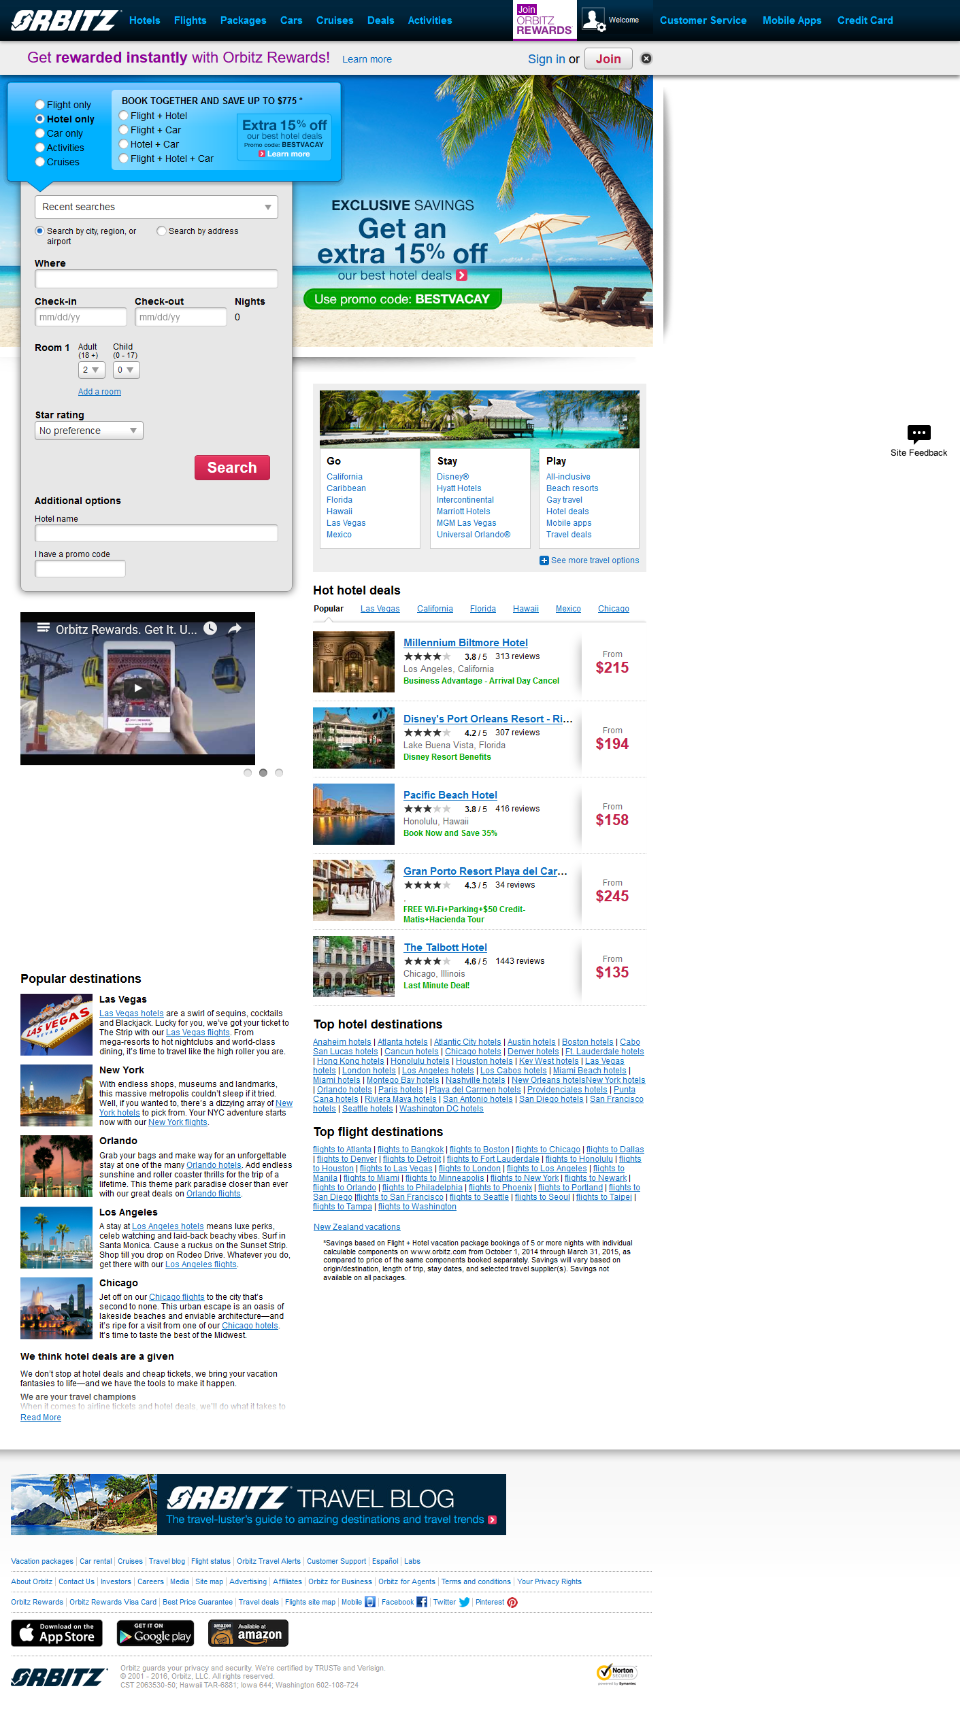 ORBITZ Hotels Flights Packages Cars Cruises Deals Activities Join ORBITZ REWARDS Welcome Customer Service Mobile Apps Credit Card
Get rewarded instantly with Orbitz Rewards! Learn more Sign in or Join
Flight only
Hotel only
Car only
Activities
Cruises
BOOK TOGETHER AND SAVE UP TO $775 *
Flight + Hotel
Flight + Car
Hotel + Car
Flight + Hotel + Car
Extra 15% off
our best hotel deals
Promo code: BESTVACAY
Learn more
Recent searches
Search by city, region, or airport
Search by address
Where
Check-in Check-out Nights
mm/dd/yy mm/dd/yy 0
Room 1 Adult (18 +) Child (0 - 17)
2 0
Add a room
Star rating
No preference
Search
Additional options
Hotel name
I have a promo code
EXCLUSIVE SAVINGS
Get an
extra 15% off
our best hotel deals
Use promo code: BESTVACAY
Site Feedback
Go
California
Caribbean
Florida
Hawaii
Las Vegas
Mexico
Stay
Disney®
Hyatt Hotels
Intercontinental
Marriott Hotels
MGM Las Vegas
Universal Orlando®
Play
All-inclusive
Beach resorts
Gay travel
Hotel deals
Mobile apps
Travel deals
See more travel options
Orbitz Rewards. Get It. U...
Hot hotel deals
Popular Las Vegas California Florida Hawaii Mexico Chicago
Millennium Biltmore Hotel
3.8 / 5 313 reviews
Los Angeles, California
Business Advantage - Arrival Day Cancel
From
$215
Disney's Port Orleans Resort - Ri...
4.2 / 5 307 reviews
Lake Buena Vista, Florida
Disney Resort Benefits
From
$194
Pacific Beach Hotel
3.8 / 5 416 reviews
Honolulu, Hawaii
Book Now and Save 35%
From
$158
Gran Porto Resort Playa del Car...
4.3 / 5 34 reviews
,
FREE Wi-Fi+Parking+$50 Credit-
Matis+Hacienda Tour
From
$245
The Talbott Hotel
4.6 / 5 1443 reviews
Chicago, Illinois
Last Minute Deal!
From
$135
Popular destinations
LAS VEGAS
Las Vegas
Las Vegas hotels are a swirl of sequins, cocktails
and Blackjack. Lucky for you, we've got your ticket to
The Strip with our Las Vegas flights. From
mega-resorts to hot nightclubs and world-class
dining, it's time to travel like the high roller you are.
New York
With endless shops, museums and landmarks,
this massive metropolis couldn't sleep if it tried.
Well, if you wanted to, there's a dizzying array of New
York hotels to pick from. Your NYC adventure starts
now with our New York flights.
Orlando
Grab your bags and make way for an unforgettable
stay at one of the many Orlando hotels. Add endless
sunshine and roller coaster thrills for the trip of a
lifetime. This theme park paradise closer than ever
with our great deals on Orlando flights.
Los Angeles
A stay at Los Angeles hotels means luxe perks,
celeb watching and laid-back beachy vibes. Surf in
Santa Monica. Cause a ruckus on the Sunset Strip.
Shop till you drop on Rodeo Drive. Whatever you do,
get there with our Los Angeles flights.
Chicago
Jet off on our Chicago flights to the city that's
second to none. This urban escape is an oasis of
lakeside beaches and enviable architecture—and
it's ripe for a visit from one of our Chicago hotels.
It's time to taste the best of the Midwest.
We think hotel deals are a given
We don't stop at hotel deals and cheap tickets, we bring your vacation
fantasies to life—and we have the tools to make it happen.
We are your travel champions
When it comes to airline tickets and hotel deals, we'll do what it takes to
Read More
Top hotel destinations
Anaheim hotels | Atlanta hotels | Atlantic City hotels | Austin hotels | Boston hotels | Cabo
San Lucas hotels | Cancun hotels | Chicago hotels | Denver hotels | Ft. Lauderdale hotels
| Hong Kong hotels | Honolulu hotels | Houston hotels | Key West hotels | Las Vegas
hotels | London hotels | Los Angeles hotels | Los Cabos hotels | Miami Beach hotels |
Miami hotels | Montego Bay hotels | Nashville hotels | New Orleans hotelsNew York hotels
| Orlando hotels | Paris hotels | Playa del Carmen hotels | Providenciales hotels | Punta
Cana hotels | Riviera Maya hotels | San Antonio hotels | San Diego hotels | San Francisco
hotels | Seattle hotels | Washington DC hotels
Top flight destinations
flights to Atlanta | flights to Bangkok | flights to Boston | flights to Chicago | flights to Dallas
| flights to Denver | flights to Detroit | flights to Fort Lauderdale | flights to Honolulu | flights
to Houston | flights to Las Vegas | flights to London | flights to Los Angeles | flights to
Manila | flights to Miami | flights to Minneapolis | flights to New York | flights to Newark |
flights to Orlando | flights to Philadelphia | flights to Phoenix | flights to Portland | flights to
San Diego |flights to San Francisco | flights to Seattle | flights to Seoul | flights to Taipei |
flights to Tampa | flights to Washington
New Zealand vacations
*Savings based on Flight + Hotel vacation package bookings of 5 or more nights with individual
calculable components on www.orbitz.com from October 1, 2014 through March 31, 2015, as
compared to price of the same components booked separately. Savings will vary based on
origin/destination, length of trip, stay dates, and selected travel supplier(s). Savings not
available on all packages.
ORBITZ TRAVEL BLOG
The travel-luster's guide to amazing destinations and travel trends
Vacation packages | Car rental | Cruises | Travel blog | Flight status | Orbitz Travel Alerts | Customer Support | Español | Labs
About Orbitz | Contact Us | Investors | Careers | Media | Site map | Advertising | Affiliates | Orbitz for Business | Orbitz for Agents | Terms and conditions | Your Privacy Rights
Orbitz Rewards | Orbitz Rewards Visa Card | Best Price Guarantee | Travel deals | Flights site map | Mobile | Facebook | Twitter | Pinterest
Download on the App Store
GET IT ON Google play
Available at amazon
ORBITZ
Orbitz guards your privacy and security. We're certified by TRUSTe and Verisign.
© 2001 - 2016, Orbitz, LLC. All rights reserved.
CST 2063530-50; Hawaii TAR-6881; Iowa 644; Washington 602-108-724
Norton
SECURED
powered by Symantec